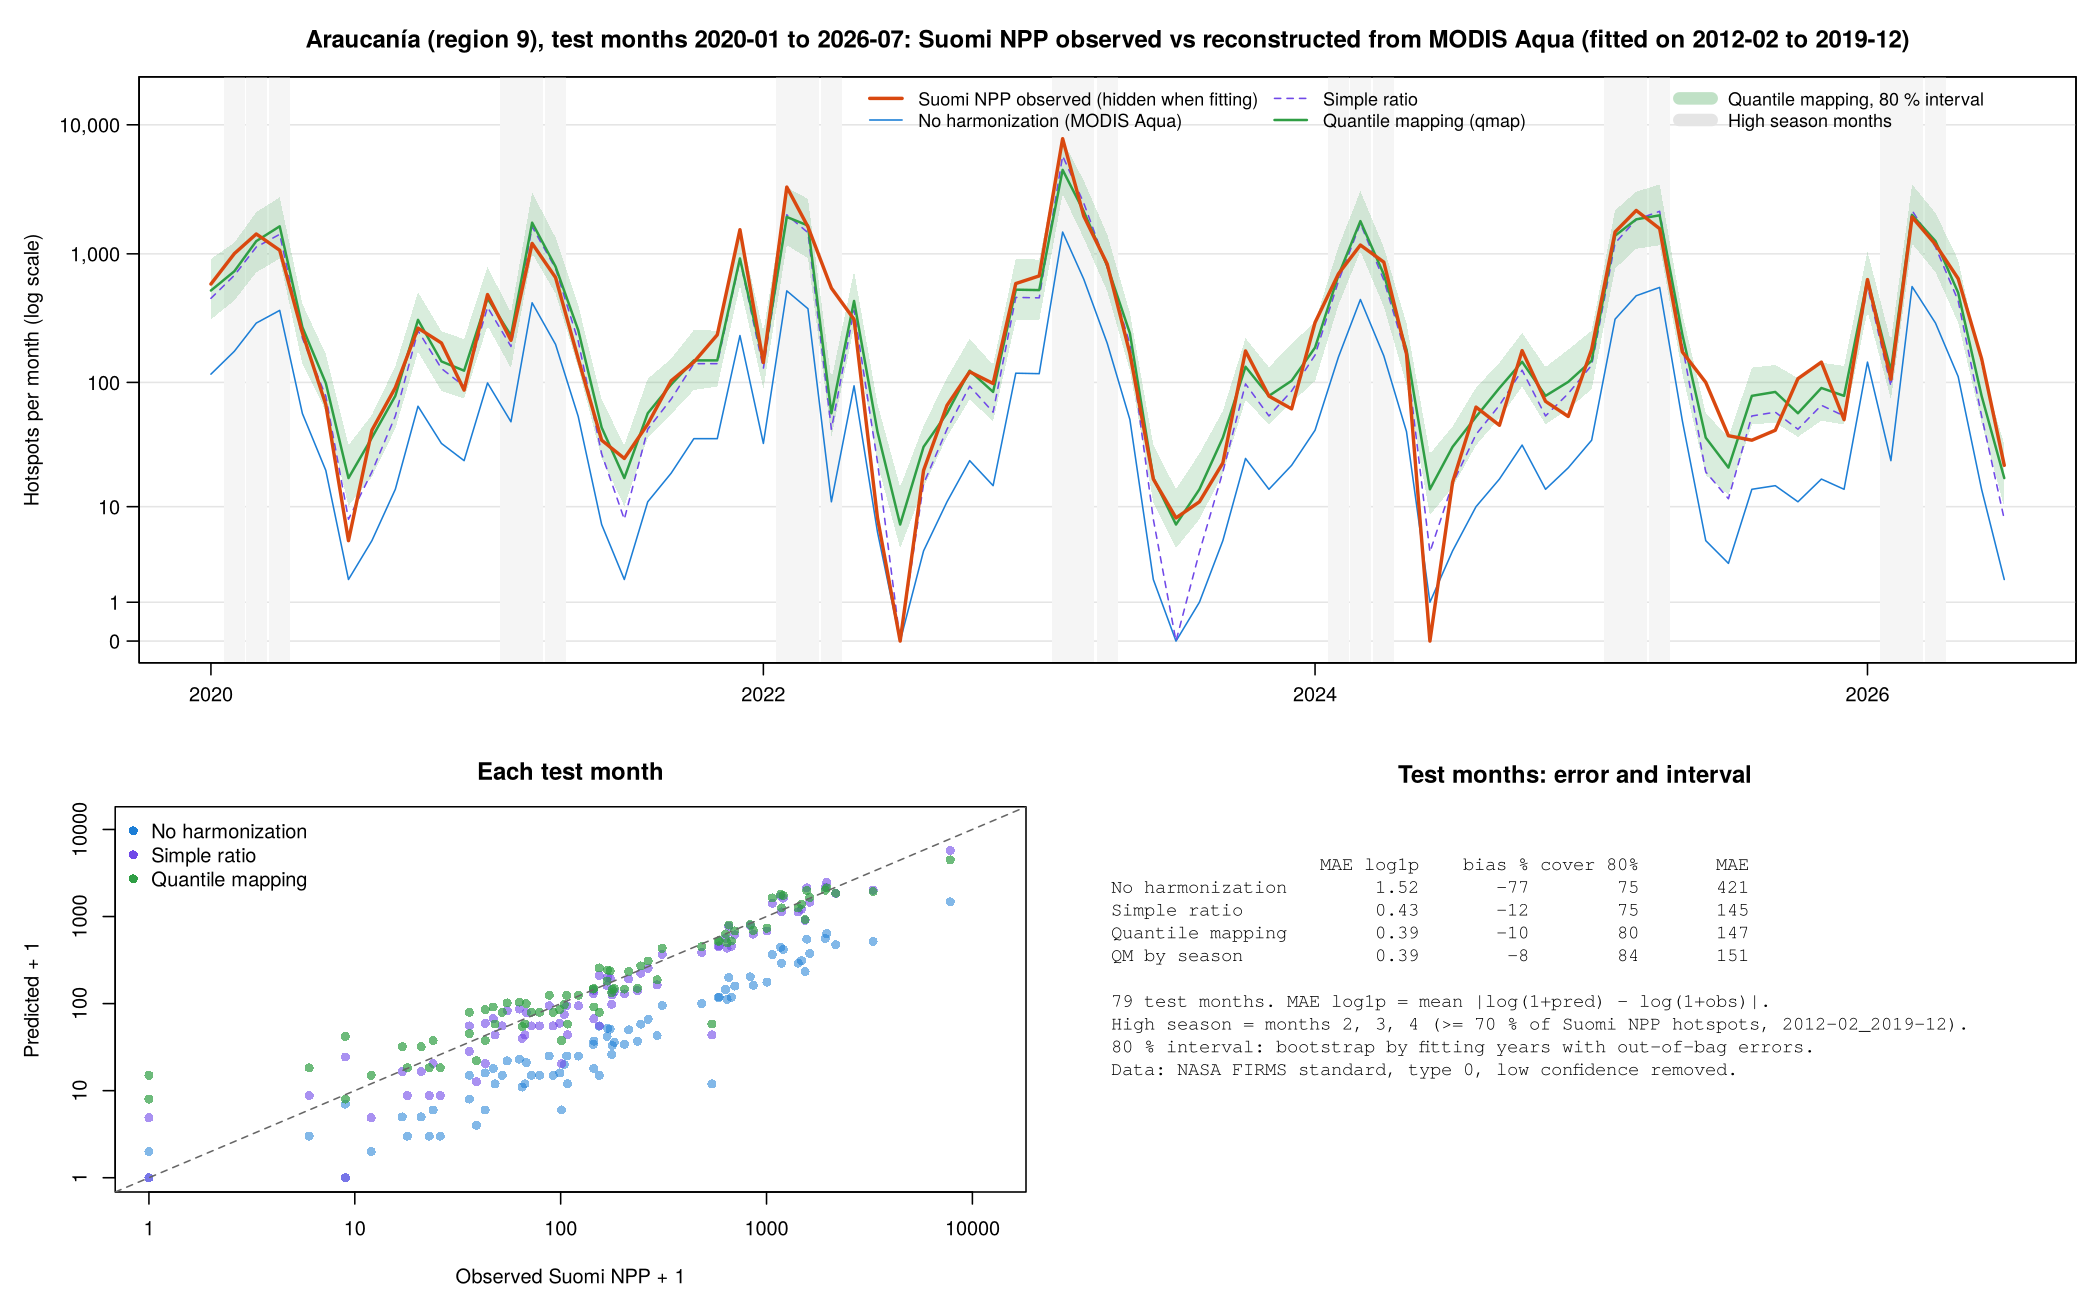 Araucanía (region 9), test months 2020-01 to 2026-07: Suomi NPP observed vs reconstructed from MODIS Aqua (fitted on 2012-02 to 2019-12)
Suomi NPP observed (hidden when fitting)
No harmonization (MODIS Aqua)
Simple ratio
Quantile mapping (qmap)
Quantile mapping, 80 % interval
High season months
Hotspots per month (log scale)
10,000
1,000
100
10
1
0
2020
2022
2024
2026
Each test month
No harmonization
Simple ratio
Quantile mapping
Predicted + 1
10000
1000
100
10
1
1
10
100
1000
10000
Observed Suomi NPP + 1
Test months: error and interval
MAE log1p bias % cover 80% MAE
No harmonization 1.52 -77 75 421
Simple ratio 0.43 -12 75 145
Quantile mapping 0.39 -10 80 147
QM by season 0.39 -8 84 151
79 test months. MAE log1p = mean |log(1+pred) - log(1+obs)|.
High season = months 2, 3, 4 (>= 70 % of Suomi NPP hotspots, 2012-02_2019-12).
80 % interval: bootstrap by fitting years with out-of-bag errors.
Data: NASA FIRMS standard, type 0, low confidence removed.